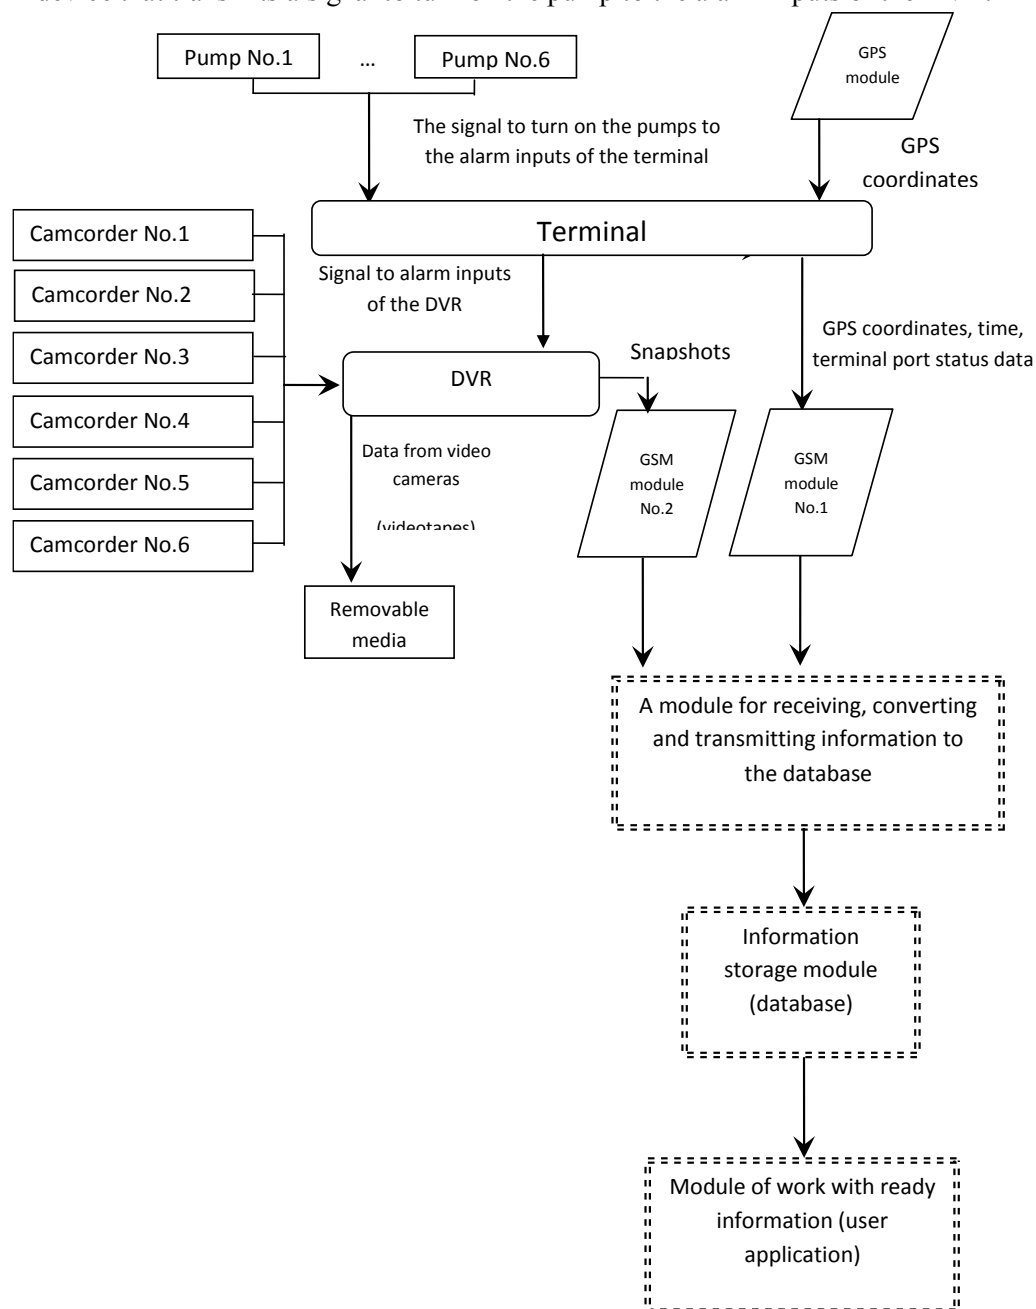 Pump No.1
...
Pump No.6
GPS
module
The signal to turn on the pumps to
the alarm inputs of the terminal
GPS
coordinates
Terminal
Camcorder No.1
Camcorder No.2
Camcorder No.3
Camcorder No.4
Camcorder No.5
Camcorder No.6
Signal to alarm inputs
of the DVR
GPS coordinates, time,
terminal port status data
Snapshots
DVR
Data from video
cameras
(videotapes)
GSM
module
No.2
GSM
module
No.1
Removable
media
A module for receiving, converting
and transmitting information to
the database
Information
storage module
(database)
Module of work with ready
information (user
application)